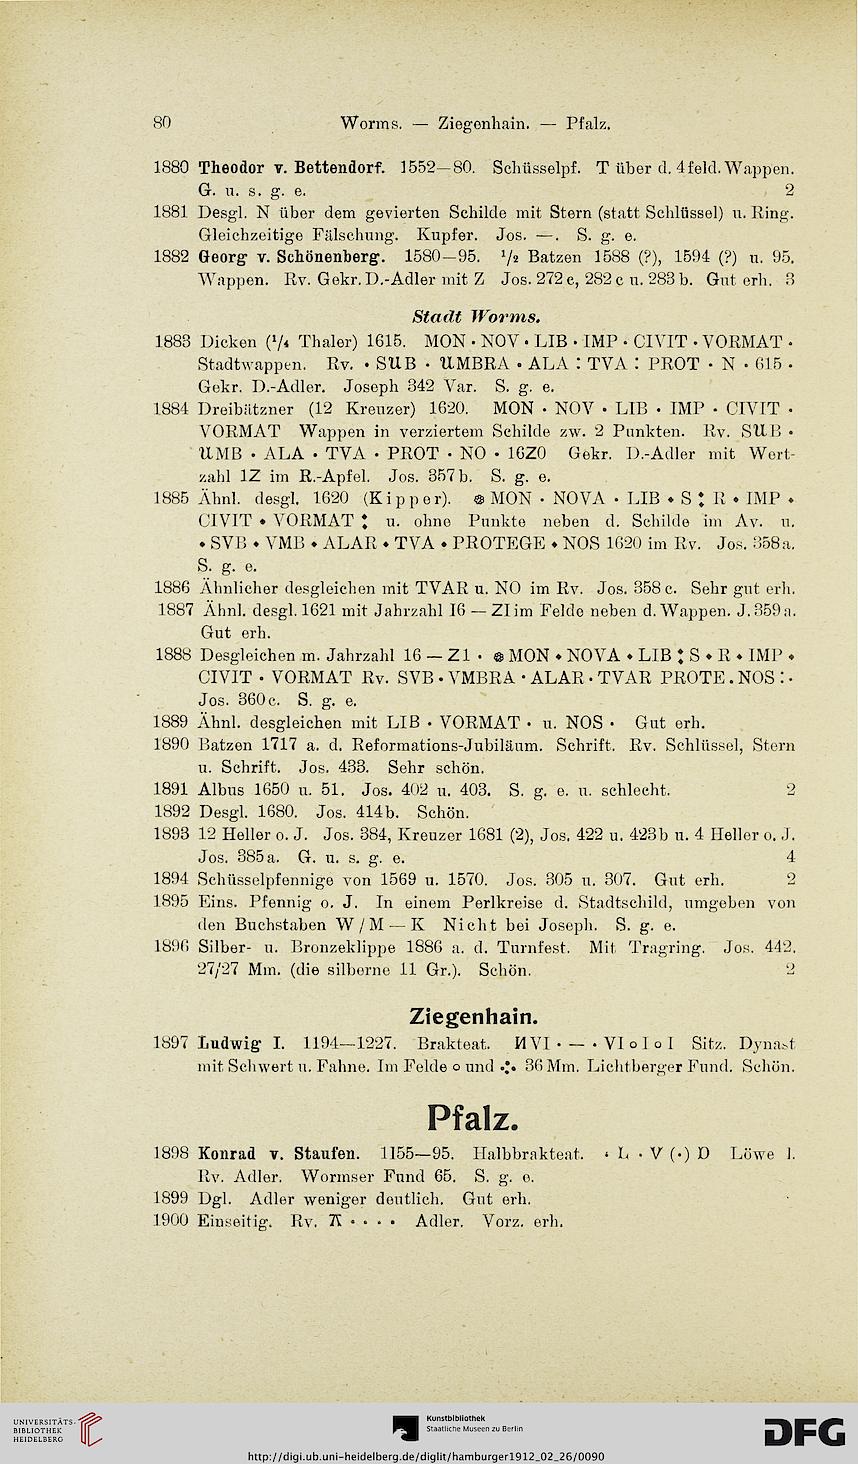 80 Worms. — Ziegenhain. — Pfalz.
1880 Theodor v. Bettendorf. 1552—80. Schüsselpf. T über d. 4feld. Wappen.
G. u. s. g. e. 2
1881 Desgl. N über dem gevierten Schilde mit Stern (statt Schlüssel) u. Ring.
Gleichzeitige Fälschung. Kupfer. Jos. —. S. g. e.
1882 Georg v. Schönenberg. 1580—95. ½ Batzen 1588 (?), 1594 (?) u. 95.
Wappen. Rv. Gekr. D.-Adler mit Z Jos. 272 e, 282 c u. 283 b. Gut erh. 3
Stadt Worms.
1883 Dicken (¼ Thaler) 1615. MON • NOV • LIB • IMP • CIVIT • VORMAT •
Stadtwappen. Rv. • SUB • UMBRA • ALA : TVA : PROT • N • 615 •
Gekr. D.-Adler. Joseph 342 Var. S. g. e.
1884 Dreibätzner (12 Kreuzer) 1620. MON • NOV • LIB • IMP • CIVIT •
VORMAT Wappen in verziertem Schilde zw. 2 Punkten. Rv. SUB •
UMB • ALA • TVA • PROT • NO • 16Z0 Gekr. D.-Adler mit Wert-
zahl 1Z im R.-Apfel. Jos. 357 b. S. g. e.
1885 Ähnl. desgl. 1620 (Kipper). ⊛ MON • NOVA • LIB ⬩ S ⁑ R ⬩ IMP ⬩
CIVIT ⬩ VORMAT ⁑ u. ohne Punkte neben d. Schilde im Av. u.
⬩ SVB ⬩ VMB ⬩ ALAR ⬩ TVA ⬩ PROTEGE ⬩ NOS 1620 im Rv. Jos. 358 a.
S. g. e.
1886 Ähnlicher desgleichen mit TVAR u. NO im Rv. Jos. 358 c. Sehr gut erh.
1887 Ähnl. desgl. 1621 mit Jahrzahl I6 — ZI im Felde neben d. Wappen. J. 359 a.
Gut erh.
1888 Desgleichen m. Jahrzahl 16 — Z1 • ⊛ MON ⬩ NOVA ⬩ LIB ⁑ S ⬩ R ⬩ IMP ⬩
CIVIT • VORMAT Rv. SVB • VMBRA • ALAR • TVAR PROTE . NOS : •
Jos. 360 c. S. g. e.
1889 Ähnl. desgleichen mit LIB • VORMAT • u. NOS • Gut erh.
1890 Batzen 1717 a. d. Reformations-Jubiläum. Schrift. Rv. Schlüssel, Stern
u. Schrift. Jos. 433. Sehr schön.
1891 Albus 1650 u. 51. Jos. 402 u. 403. S. g. e. u. schlecht. 2
1892 Desgl. 1680. Jos. 414 b. Schön.
1893 12 Heller o. J. Jos. 384, Kreuzer 1681 (2), Jos. 422 u. 423 b u. 4 Heller o. J.
Jos. 385 a. G. u. s. g. e. 4
1894 Schüsselpfennige von 1569 u. 1570. Jos. 305 u. 307. Gut erh. 2
1895 Eins. Pfennig o. J. In einem Perlkreise d. Stadtschild, umgeben von
den Buchstaben W / M — K Nicht bei Joseph. S. g. e.
1896 Silber- u. Bronzeklippe 1886 a. d. Turnfest. Mit Tragring. Jos. 442.
27/27 Mm. (die silberne 11 Gr.). Schön. 2
Ziegenhain.
1897 Ludwig I. 1194—1227. Brakteat. VI • — • VI o I o I Sitz. Dynast
mit Schwert u. Fahne. Im Felde o und 36 Mm. Lichtberger Fund. Schön.
Pfalz.
1898 Konrad v. Staufen. 1155—95. Halbbrakteat. • L • V (•) D Löwe l.
Rv. Adler. Wormser Fund 65. S. g. e.
1899 Dgl. Adler weniger deutlich. Gut erh.
1900 Einseitig. Rv. • • • • Adler. Vorz. erh.
UNIVERSITÄTS-
BIBLIOTHEK
HEIDELBERG
Kunstbibliothek
Staatliche Museen zu Berlin
DFG
http://digi.ub.uni-heidelberg.de/diglit/hamburger1912_02_26/0090